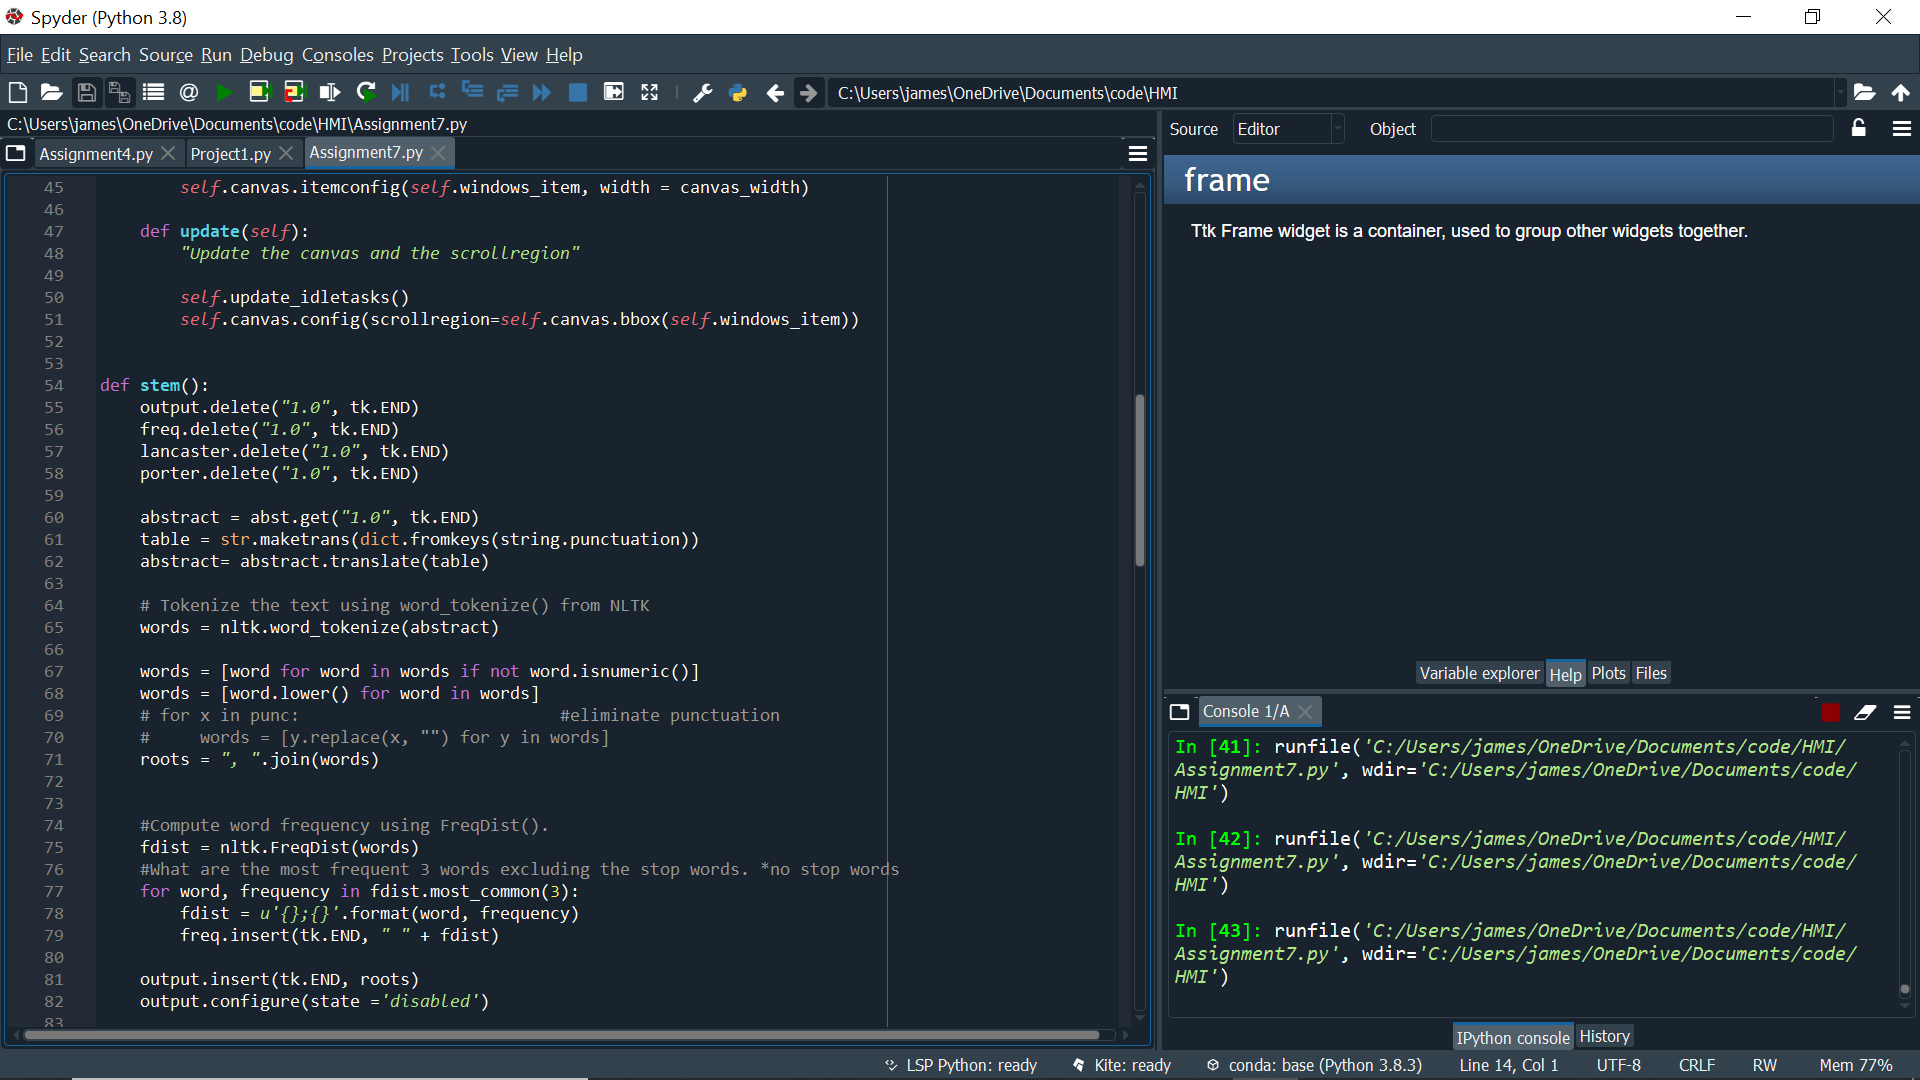 Spyder (Python 3.8)
File Edit Search Source Run Debug Consoles Projects Tools View Help
C:\Users\james\OneDrive\Documents\code\HMI
C:\Users\james\OneDrive\Documents\code\HMI\Assignment7.py
Assignment4.py Project1.py Assignment7.py
45 self.canvas.itemconfig(self.windows_item, width = canvas_width)
46
47 def update(self):
48 "Update the canvas and the scrollregion"
49
50 self.update_idletasks()
51 self.canvas.config(scrollregion=self.canvas.bbox(self.windows_item))
52
53
54 def stem():
55 output.delete("1.0", tk.END)
56 freq.delete("1.0", tk.END)
57 lancaster.delete("1.0", tk.END)
58 porter.delete("1.0", tk.END)
59
60 abstract = abst.get("1.0", tk.END)
61 table = str.maketrans(dict.fromkeys(string.punctuation))
62 abstract= abstract.translate(table)
63
64 # Tokenize the text using word_tokenize() from NLTK
65 words = nltk.word_tokenize(abstract)
66
67 words = [word for word in words if not word.isnumeric()]
68 words = [word.lower() for word in words]
69 # for x in punc: #eliminate punctuation
70 # words = [y.replace(x, "") for y in words]
71 roots = ", ".join(words)
72
73
74 #Compute word frequency using FreqDist().
75 fdist = nltk.FreqDist(words)
76 #What are the most frequent 3 words excluding the stop words. *no stop words
77 for word, frequency in fdist.most_common(3):
78 fdist = u'{};{}'.format(word, frequency)
79 freq.insert(tk.END, " " + fdist)
80
81 output.insert(tk.END, roots)
82 output.configure(state ='disabled')
83
Source Editor Object
frame
Ttk Frame widget is a container, used to group other widgets together.
Variable explorer Help Plots Files
Console 1/A
In [41]: runfile('C:/Users/james/OneDrive/Documents/code/HMI/
Assignment7.py', wdir='C:/Users/james/OneDrive/Documents/code/
HMI')
In [42]: runfile('C:/Users/james/OneDrive/Documents/code/HMI/
Assignment7.py', wdir='C:/Users/james/OneDrive/Documents/code/
HMI')
In [43]: runfile('C:/Users/james/OneDrive/Documents/code/HMI/
Assignment7.py', wdir='C:/Users/james/OneDrive/Documents/code/
HMI')
IPython console History
LSP Python: ready Kite: ready conda: base (Python 3.8.3) Line 14, Col 1 UTF-8 CRLF RW Mem 77%